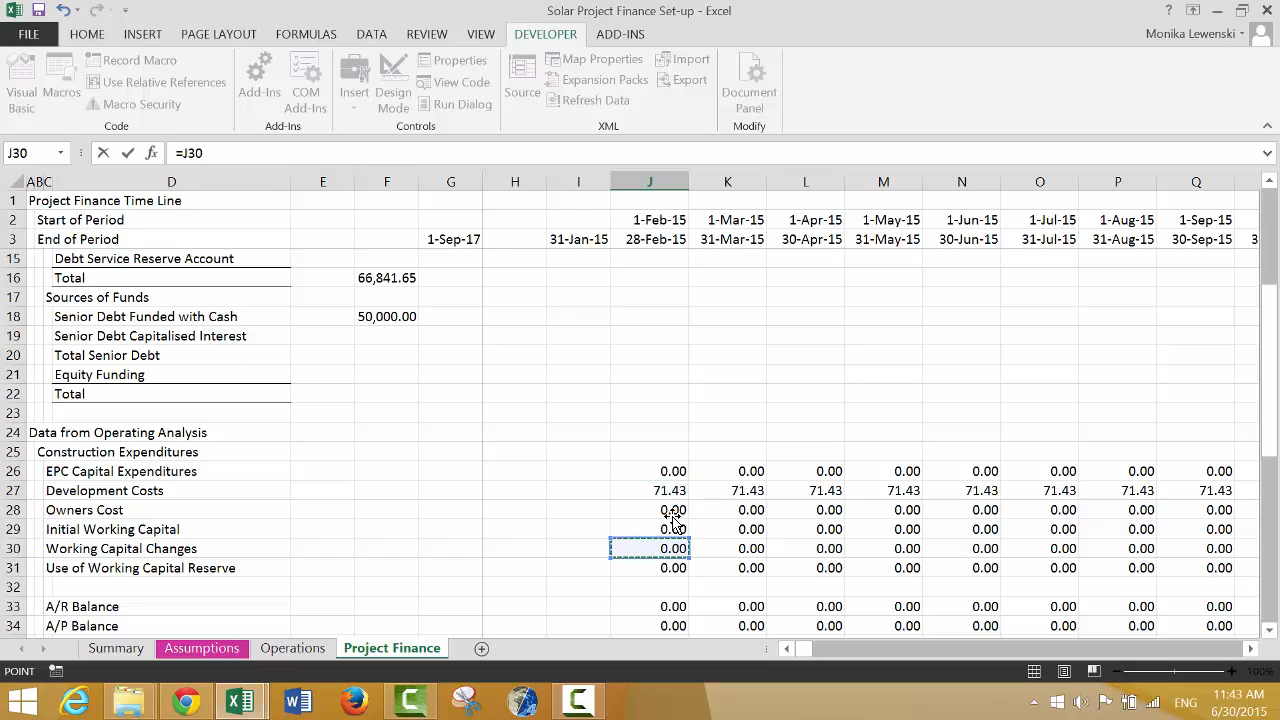 Solar Project Finance Set-up - Excel
FILE HOME INSERT PAGE LAYOUT FORMULAS DATA REVIEW VIEW DEVELOPER ADD-INS Monika Lewenski
Visual Basic
Macros
Record Macro
Use Relative References
Macro Security
Code
Add-Ins
COM Add-Ins
Add-Ins
Insert
Design Mode
Properties
View Code
Run Dialog
Controls
Source
Map Properties
Expansion Packs
Refresh Data
Import
Export
XML
Document Panel
Modify
J30 fx =J30
A B C D E F G H I J K L M N O P Q
1 Project Finance Time Line
2 Start of Period 1-Feb-15 1-Mar-15 1-Apr-15 1-May-15 1-Jun-15 1-Jul-15 1-Aug-15 1-Sep-15
3 End of Period 1-Sep-17 31-Jan-15 28-Feb-15 31-Mar-15 30-Apr-15 31-May-15 30-Jun-15 31-Jul-15 31-Aug-15 30-Sep-15 3
15 Debt Service Reserve Account
16 Total 66,841.65
17 Sources of Funds
18 Senior Debt Funded with Cash 50,000.00
19 Senior Debt Capitalised Interest
20 Total Senior Debt
21 Equity Funding
22 Total
23
24 Data from Operating Analysis
25 Construction Expenditures
26 EPC Capital Expenditures 0.00 0.00 0.00 0.00 0.00 0.00 0.00 0.00
27 Development Costs 71.43 71.43 71.43 71.43 71.43 71.43 71.43 71.43
28 Owners Cost 0.00 0.00 0.00 0.00 0.00 0.00 0.00 0.00
29 Initial Working Capital 0.00 0.00 0.00 0.00 0.00 0.00 0.00 0.00
30 Working Capital Changes 0.00 0.00 0.00 0.00 0.00 0.00 0.00 0.00
31 Use of Working Capital Reserve 0.00 0.00 0.00 0.00 0.00 0.00 0.00 0.00
32
33 A/R Balance 0.00 0.00 0.00 0.00 0.00 0.00 0.00 0.00
34 A/P Balance 0.00 0.00 0.00 0.00 0.00 0.00 0.00 0.00
Summary Assumptions Operations Project Finance
POINT 100%
ENG 11:43 AM
6/30/2015